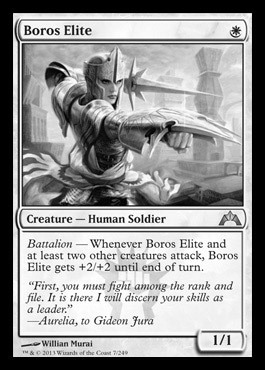 Boros Elite
Creature — Human Soldier
Battalion — Whenever Boros Elite and
at least two other creatures attack, Boros
Elite gets +2/+2 until end of turn.
“First, you must fight among the rank and
file. It is there I will discern your skills as
a leader.”
—Aurelia, to Gideon Jura
1/1
Willian Murai
™ & © 2013 Wizards of the Coast 7/249